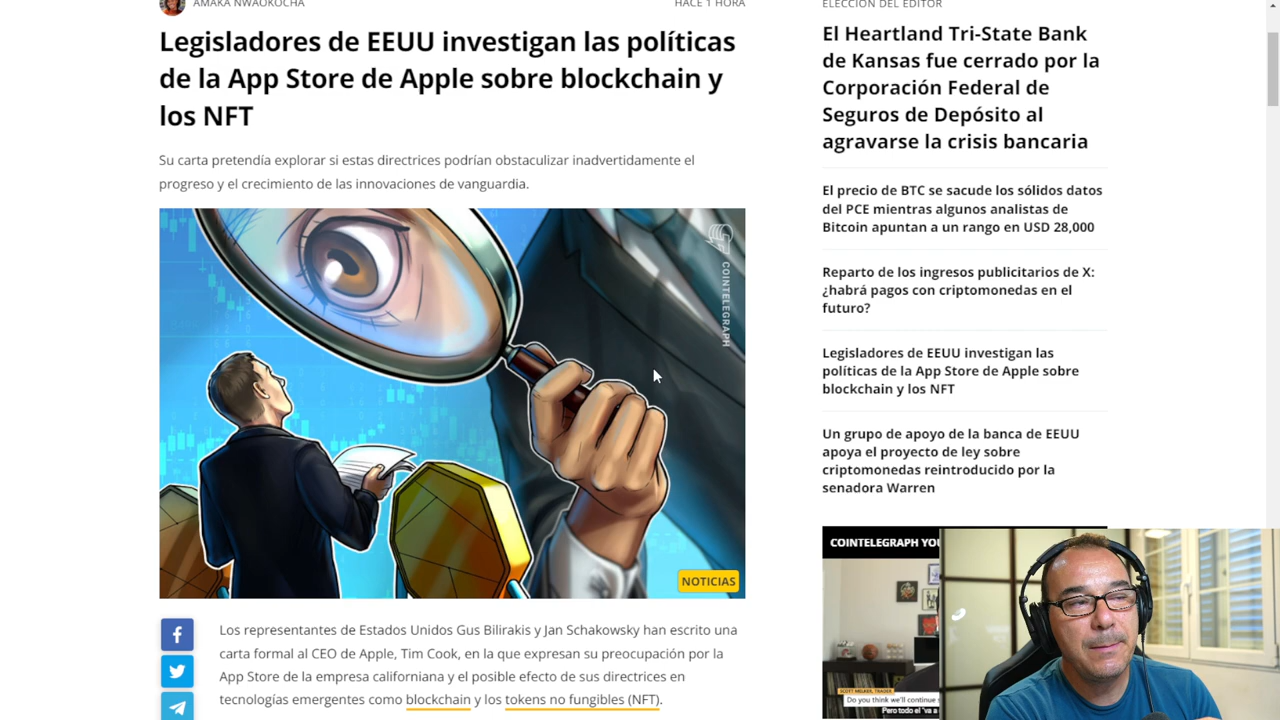 AMAKA NWAOKOCHA
HACE 1 HORA
Legisladores de EEUU investigan las políticas
de la App Store de Apple sobre blockchain y
los NFT
Su carta pretendía explorar si estas directrices podrían obstaculizar inadvertidamente el
progreso y el crecimiento de las innovaciones de vanguardia.
COINTELEGRAPH
NOTICIAS
Los representantes de Estados Unidos Gus Bilirakis y Jan Schakowsky han escrito una
carta formal al CEO de Apple, Tim Cook, en la que expresan su preocupación por la
App Store de la empresa californiana y el posible efecto de sus directrices en
tecnologías emergentes como blockchain y los tokens no fungibles (NFT).
ELECCIÓN DEL EDITOR
El Heartland Tri-State Bank
de Kansas fue cerrado por la
Corporación Federal de
Seguros de Depósito al
agravarse la crisis bancaria
El precio de BTC se sacude los sólidos datos
del PCE mientras algunos analistas de
Bitcoin apuntan a un rango en USD 28,000
Reparto de los ingresos publicitarios de X:
¿habrá pagos con criptomonedas en el
futuro?
Legisladores de EEUU investigan las
políticas de la App Store de Apple sobre
blockchain y los NFT
Un grupo de apoyo de la banca de EEUU
apoya el proyecto de ley sobre
criptomonedas reintroducido por la
senadora Warren
COINTELEGRAPH YOU
SCOTT MELKER, TRADER
Do you think we'll continue
Pero todo el "va a